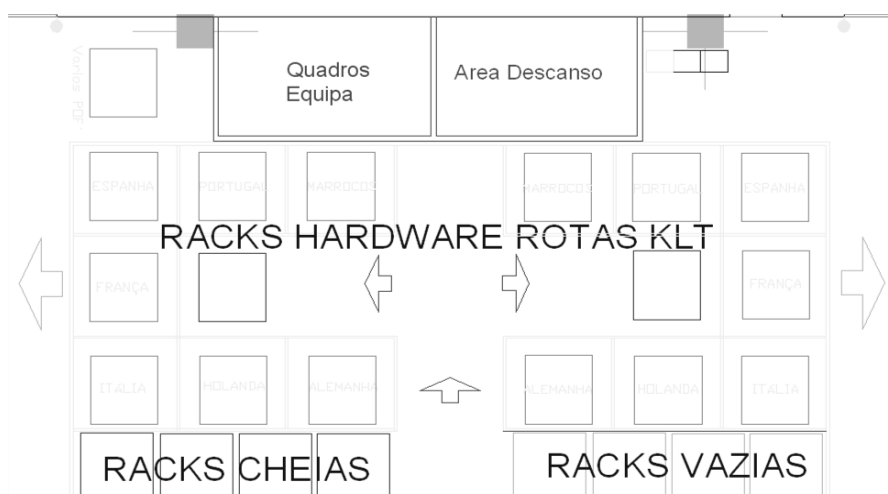 Quadros
Equipa
Area Descanso
ESPANHA
PORTUGAL
MARROCOS
MARROCOS
PORTUGAL
ESPANHA
RACKS HARDWARE ROTAS KLT
FRANÇA
FRANÇA
ITALIA
HOLANDA
ALEMANHA
ALEMANHA
HOLANDA
ITALIA
RACKS CHEIAS
RACKS VAZIAS